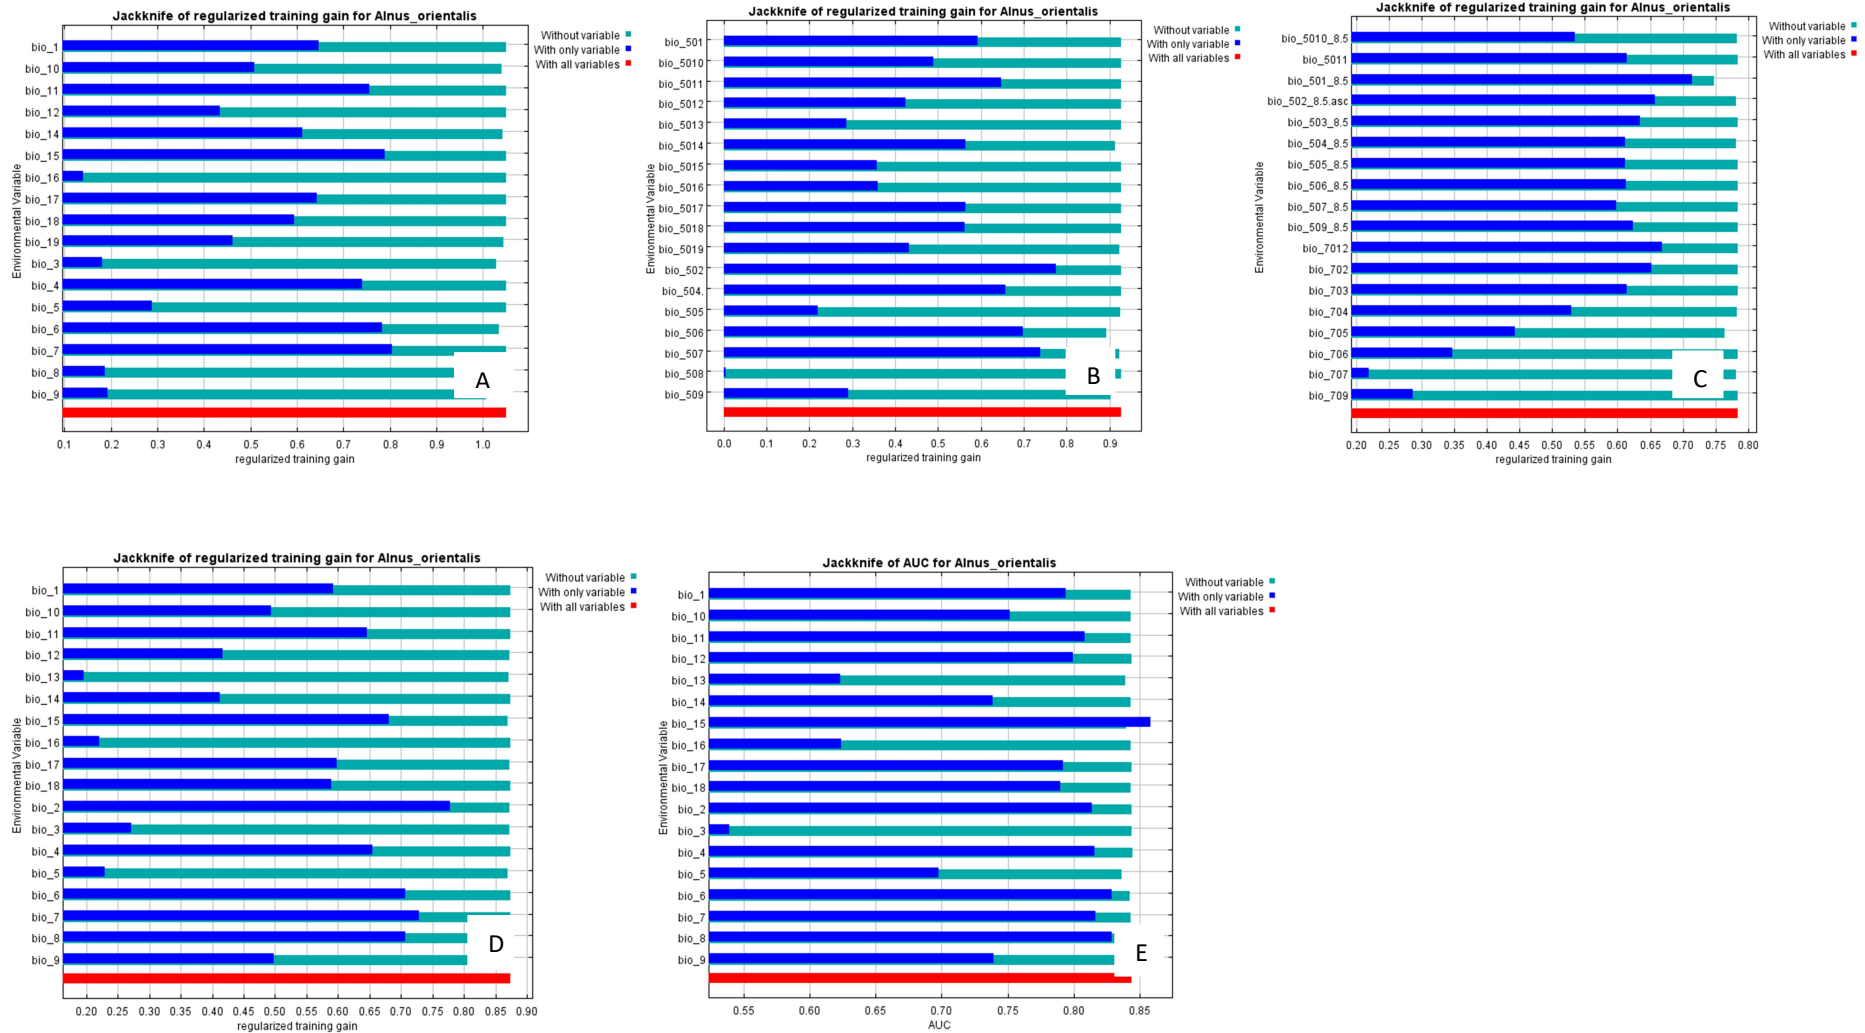 Jackknife of regularized training gain for Alnus_orientalis
Without variable
With only variable
With all variables
Environmental Variable
bio_1
bio_10
bio_11
bio_12
bio_14
bio_15
bio_16
bio_17
bio_18
bio_19
bio_3
bio_4
bio_5
bio_6
bio_7
bio_8
bio_9
A
0.1 0.2 0.3 0.4 0.5 0.6 0.7 0.8 0.9 1.0
regularized training gain
Jackknife of regularized training gain for Alnus_orientalis
Without variable
With only variable
With all variables
Environmental Variable
bio_501
bio_5010
bio_5011
bio_5012
bio_5013
bio_5014
bio_5015
bio_5016
bio_5017
bio_5018
bio_5019
bio_502
bio_504.
bio_505
bio_506
bio_507
bio_508
bio_509
B
0.0 0.1 0.2 0.3 0.4 0.5 0.6 0.7 0.8 0.9
regularized training gain
Jackknife of regularized training gain for Alnus_orientalis
Without variable
With only variable
With all variables
Environmental Variable
bio_5010_8.5
bio_5011
bio_501_8.5
bio_502_8.5.asc
bio_503_8.5
bio_504_8.5
bio_505_8.5
bio_506_8.5
bio_507_8.5
bio_509_8.5
bio_7012
bio_702
bio_703
bio_704
bio_705
bio_706
bio_707
bio_709
C
0.20 0.30 0.35 0.40 0.45 0.50 0.55 0.60 0.65 0.70 0.75 0.80
regularized training gain
Jackknife of regularized training gain for Alnus_orientalis
Without variable
With only variable
With all variables
Environmental Variable
bio_1
bio_10
bio_11
bio_12
bio_13
bio_14
bio_15
bio_16
bio_17
bio_18
bio_2
bio_3
bio_4
bio_5
bio_6
bio_7
bio_8
bio_9
D
0.20 0.30 0.35 0.40 0.45 0.50 0.55 0.60 0.65 0.70 0.75 0.80 0.85 0.90
regularized training gain
Jackknife of AUC for Alnus_orientalis
Without variable
With only variable
With all variables
Environmental Variable
bio_1
bio_10
bio_11
bio_12
bio_13
bio_14
bio_15
bio_16
bio_17
bio_18
bio_2
bio_3
bio_4
bio_5
bio_6
bio_7
bio_8
bio_9
E
0.55 0.60 0.65 0.70 0.75 0.80 0.85
AUC